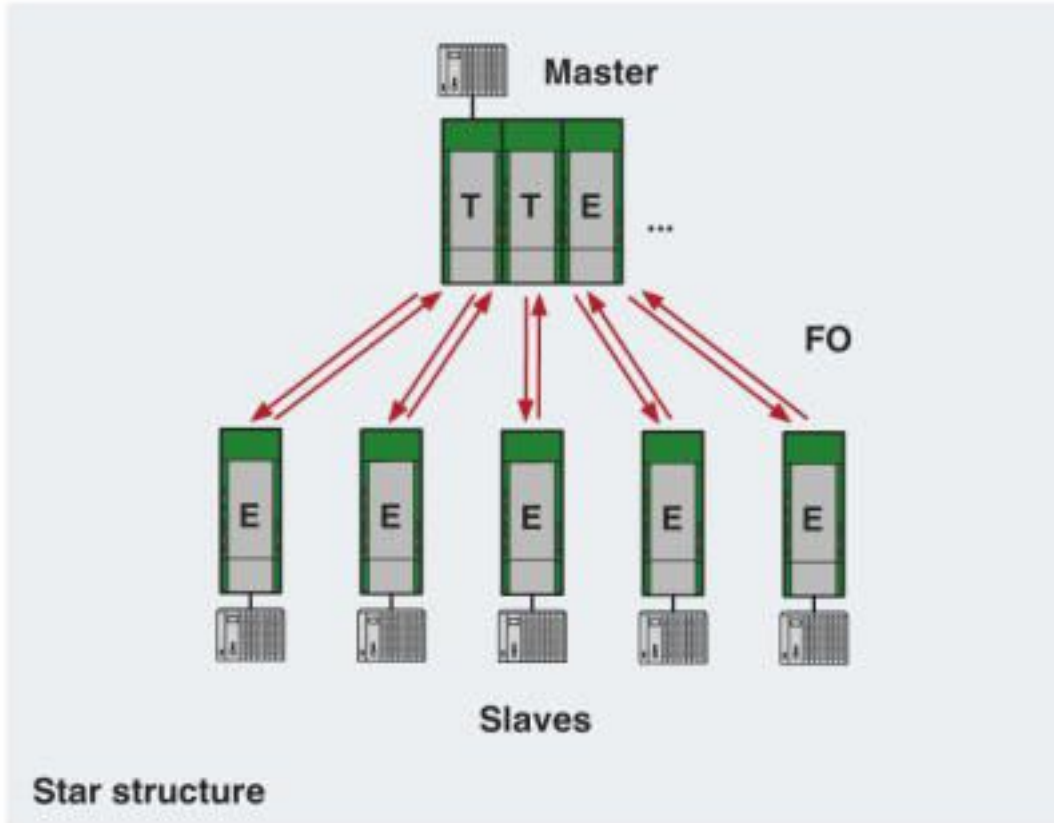 Master
T T E ...
FO
E E E E E
Slaves
Star structure